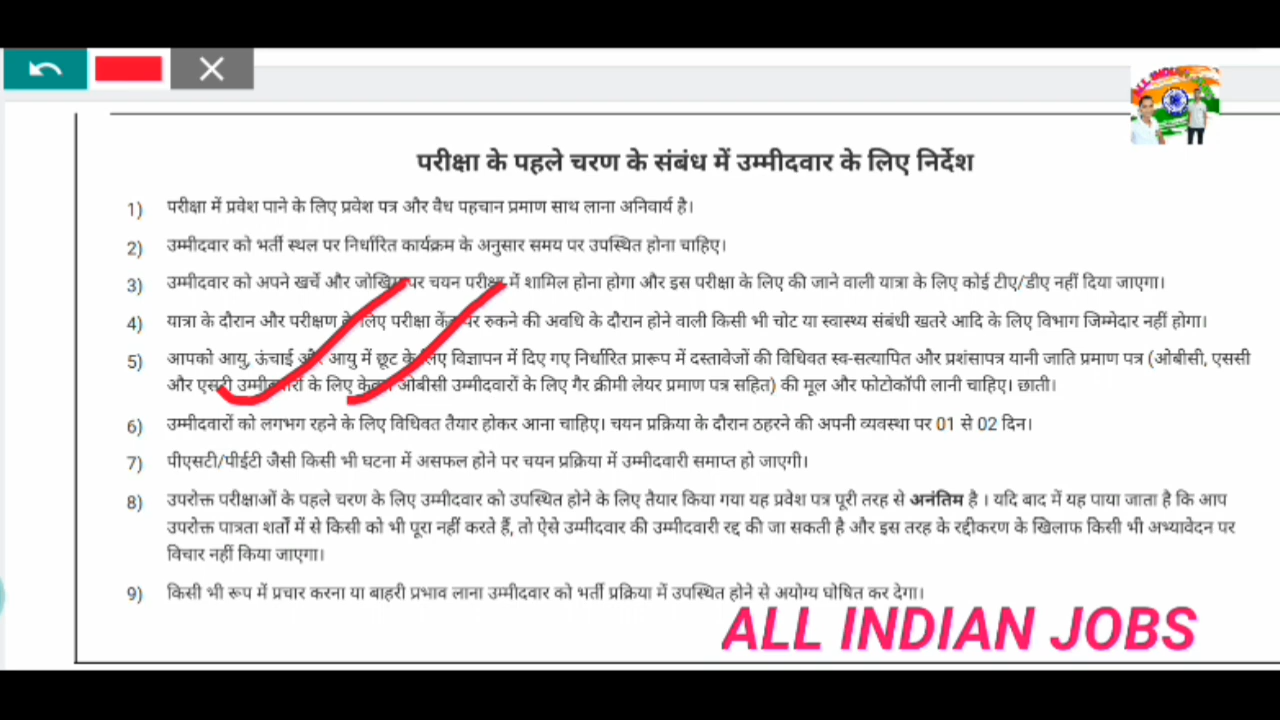 ALL INDIAN
परीक्षा के पहले चरण के संबंध में उम्मीदवार के लिए निर्देश
1) परीक्षा में प्रवेश पाने के लिए प्रवेश पत्र और वैध पहचान प्रमाण साथ लाना अनिवार्य है।
2) उम्मीदवार को भर्ती स्थल पर निर्धारित कार्यक्रम के अनुसार समय पर उपस्थित होना चाहिए।
3) उम्मीदवार को अपने खर्चे और जोखिम पर चयन परीक्षा में शामिल होना होगा और इस परीक्षा के लिए की जाने वाली यात्रा के लिए कोई टीए/डीए नहीं दिया जाएगा।
4) यात्रा के दौरान और परीक्षण के लिए परीक्षा केंद्र पर रुकने की अवधि के दौरान होने वाली किसी भी चोट या स्वास्थ्य संबंधी खतरे आदि के लिए विभाग जिम्मेदार नहीं होगा।
5) आपको आयु, ऊंचाई और आयु में छूट के लिए विज्ञापन में दिए गए निर्धारित प्रारूप में दस्तावेजों की विधिवत स्व-सत्यापित और प्रशंसापत्र यानी जाति प्रमाण पत्र (ओबीसी, एससी
और एसटी उम्मीदवारों के लिए केवल ओबीसी उम्मीदवारों के लिए गैर क्रीमी लेयर प्रमाण पत्र सहित) की मूल और फोटोकॉपी लानी चाहिए। छाती।
6) उम्मीदवारों को लगभग रहने के लिए विधिवत तैयार होकर आना चाहिए। चयन प्रक्रिया के दौरान ठहरने की अपनी व्यवस्था पर 01 से 02 दिन।
7) पीएसटी/पीईटी जैसी किसी भी घटना में असफल होने पर चयन प्रक्रिया में उम्मीदवारी समाप्त हो जाएगी।
8) उपरोक्त परीक्षाओं के पहले चरण के लिए उम्मीदवार को उपस्थित होने के लिए तैयार किया गया यह प्रवेश पत्र पूरी तरह से अनंतिम है । यदि बाद में यह पाया जाता है कि आप
उपरोक्त पात्रता शर्तों में से किसी को भी पूरा नहीं करते हैं, तो ऐसे उम्मीदवार की उम्मीदवारी रद्द की जा सकती है और इस तरह के रद्दीकरण के खिलाफ किसी भी अभ्यावेदन पर
विचार नहीं किया जाएगा।
9) किसी भी रूप में प्रचार करना या बाहरी प्रभाव लाना उम्मीदवार को भर्ती प्रक्रिया में उपस्थित होने से अयोग्य घोषित कर देगा।
ALL INDIAN JOBS